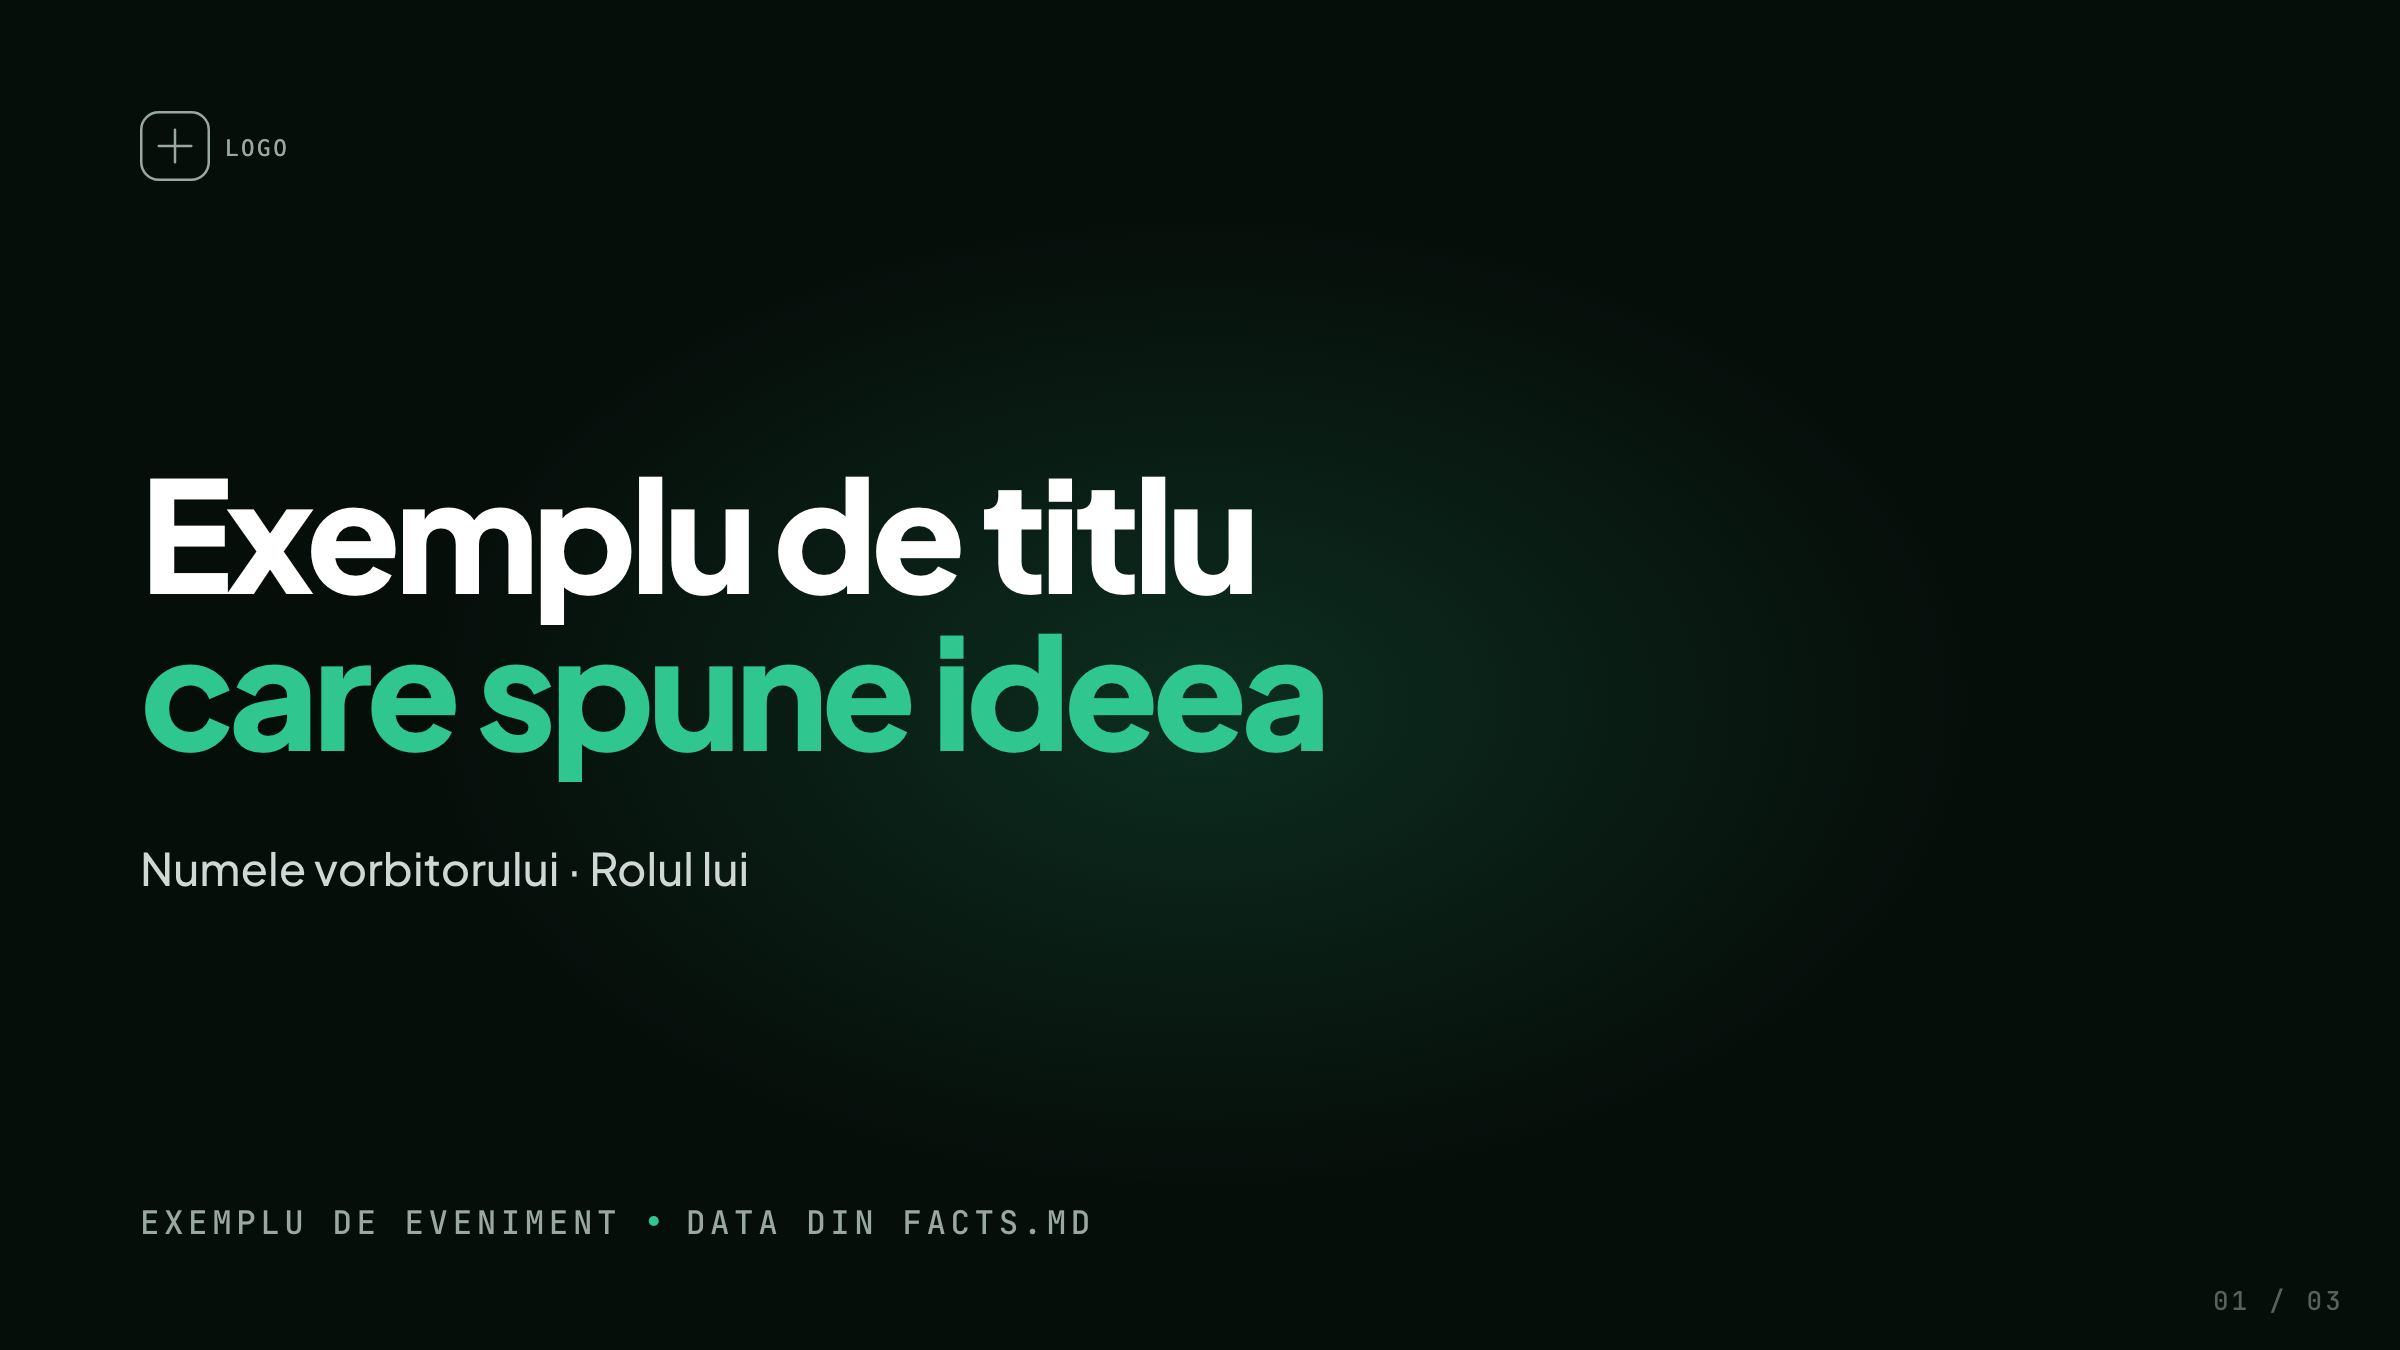 LOGO
Exemplu de titlu
care spune ideea
Numele vorbitorului · Rolul lui
EXEMPLU DE EVENIMENT • DATA DIN FACTS.MD
01 / 03